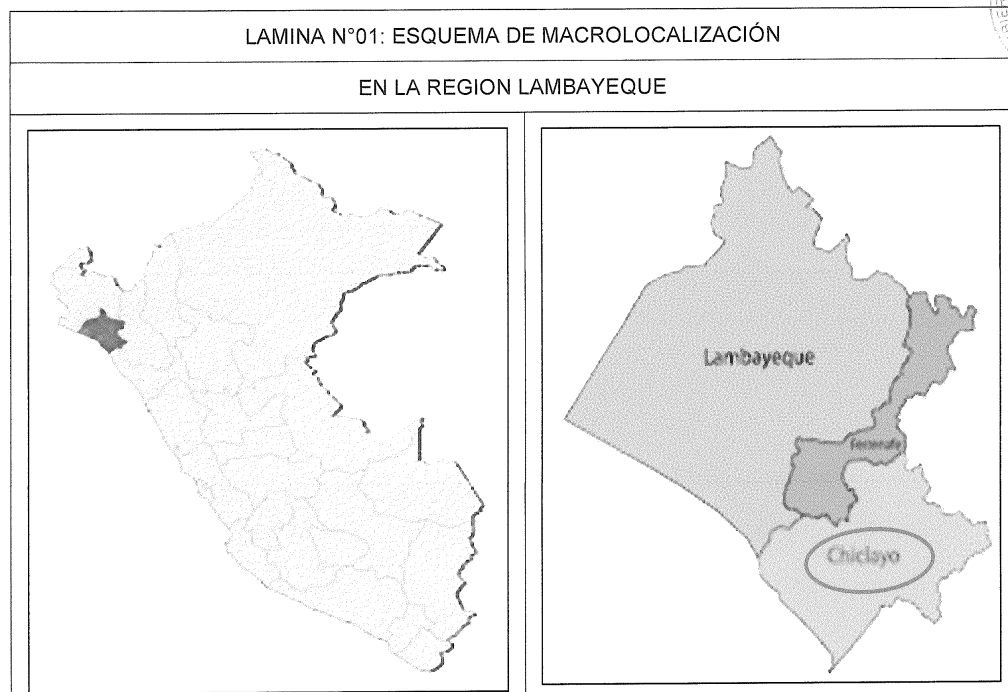 LAMINA N°01: ESQUEMA DE MACROLOCALIZACIÓN
EN LA REGION LAMBAYEQUE
Lambayeque
Chiclayo